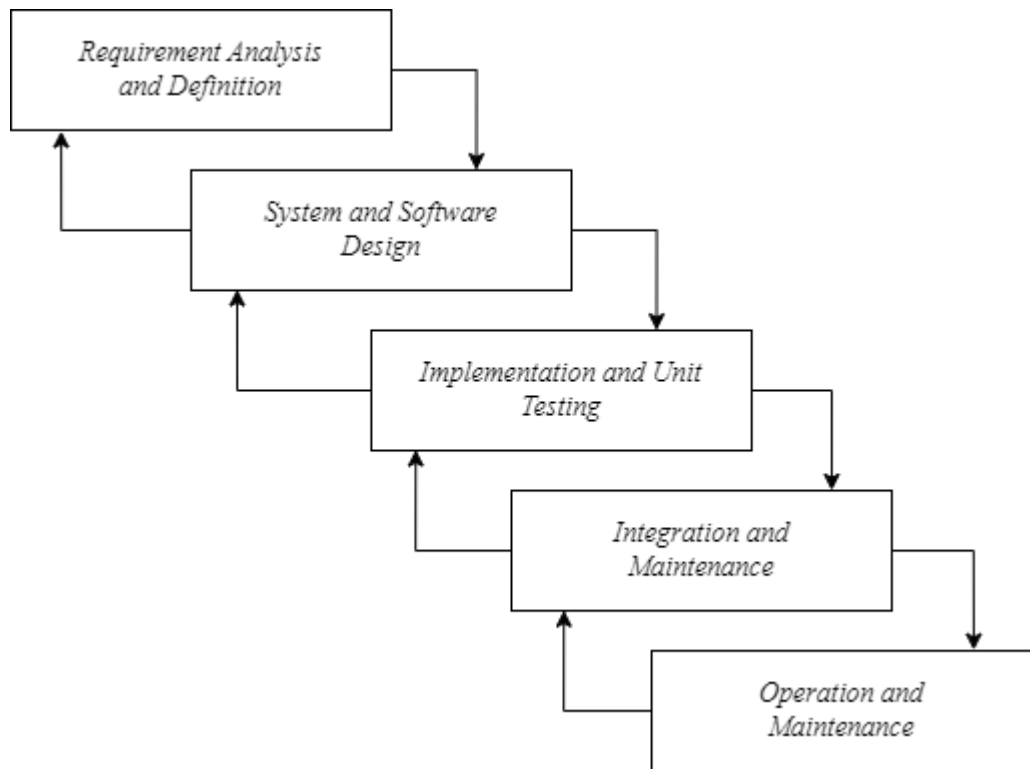 Requirement Analysis
and Definition
System and Software
Design
Implementation and Unit
Testing
Integration and
Maintenance
Operation and
Maintenance